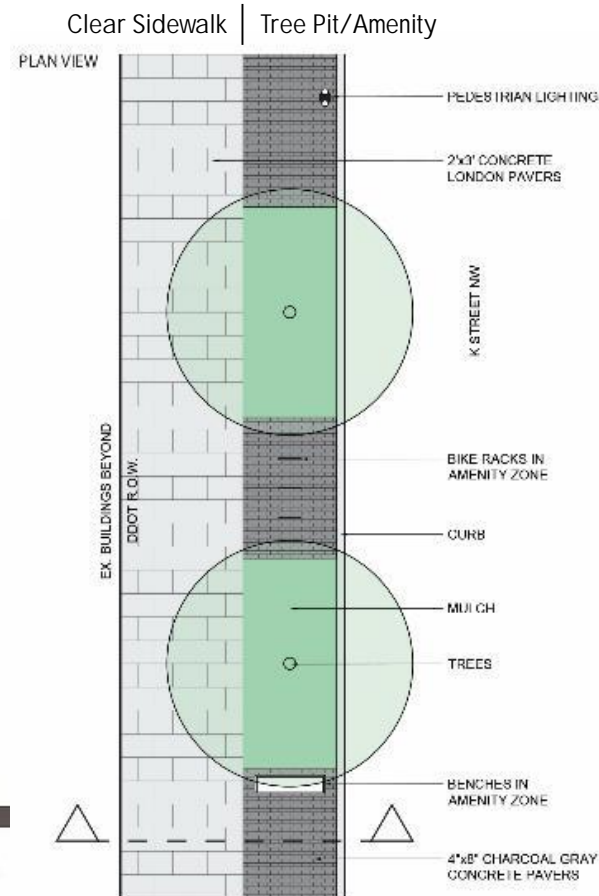 Clear Sidewalk | Tree Pit/Amenity
PLAN VIEW
PEDESTRIAN LIGHTING
2'x3' CONCRETE
LONDON PAVERS
K STREET NW
EX. BUILDINGS BEYOND
DDOT R.O.W.
BIKE RACKS IN
AMENITY ZONE
CURB
MULCH
TREES
BENCHES IN
AMENITY ZONE
4"x8" CHARCOAL GRAY
CONCRETE PAVERS